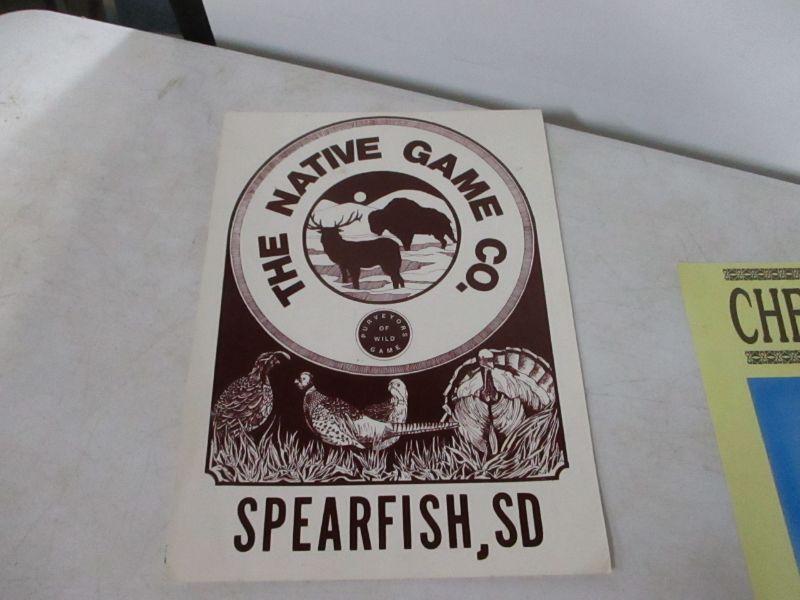 THE NATIVE GAME CO.
PURVEYORS
OF
WILD
GAME
SPEARFISH, SD
CHE